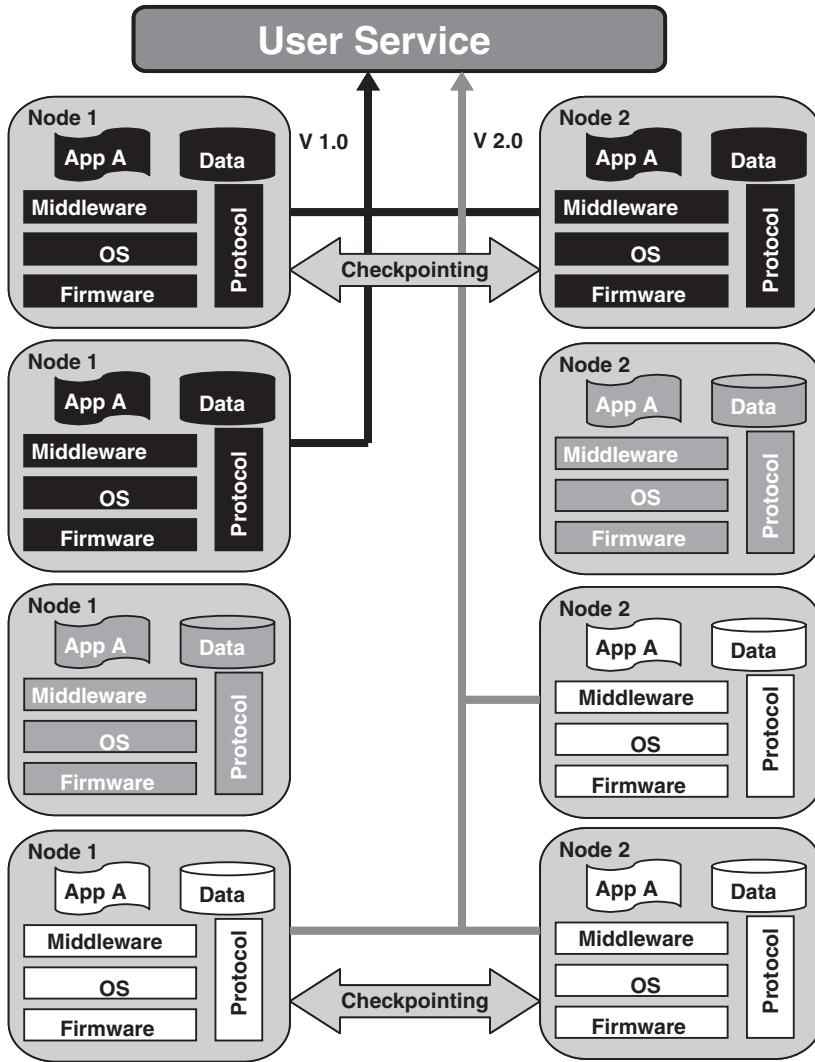 User Service
Node 1
App A
Data
Middleware
OS
Firmware
Protocol
V 1.0
V 2.0
Node 2
App A
Data
Middleware
OS
Firmware
Protocol
Checkpointing
Node 1
App A
Data
Middleware
OS
Firmware
Protocol
Node 2
App A
Data
Middleware
OS
Firmware
Protocol
Node 1
App A
Data
Middleware
OS
Firmware
Protocol
Node 2
App A
Data
Middleware
OS
Firmware
Protocol
Node 1
App A
Data
Middleware
OS
Firmware
Protocol
Checkpointing
Node 2
App A
Data
Middleware
OS
Firmware
Protocol